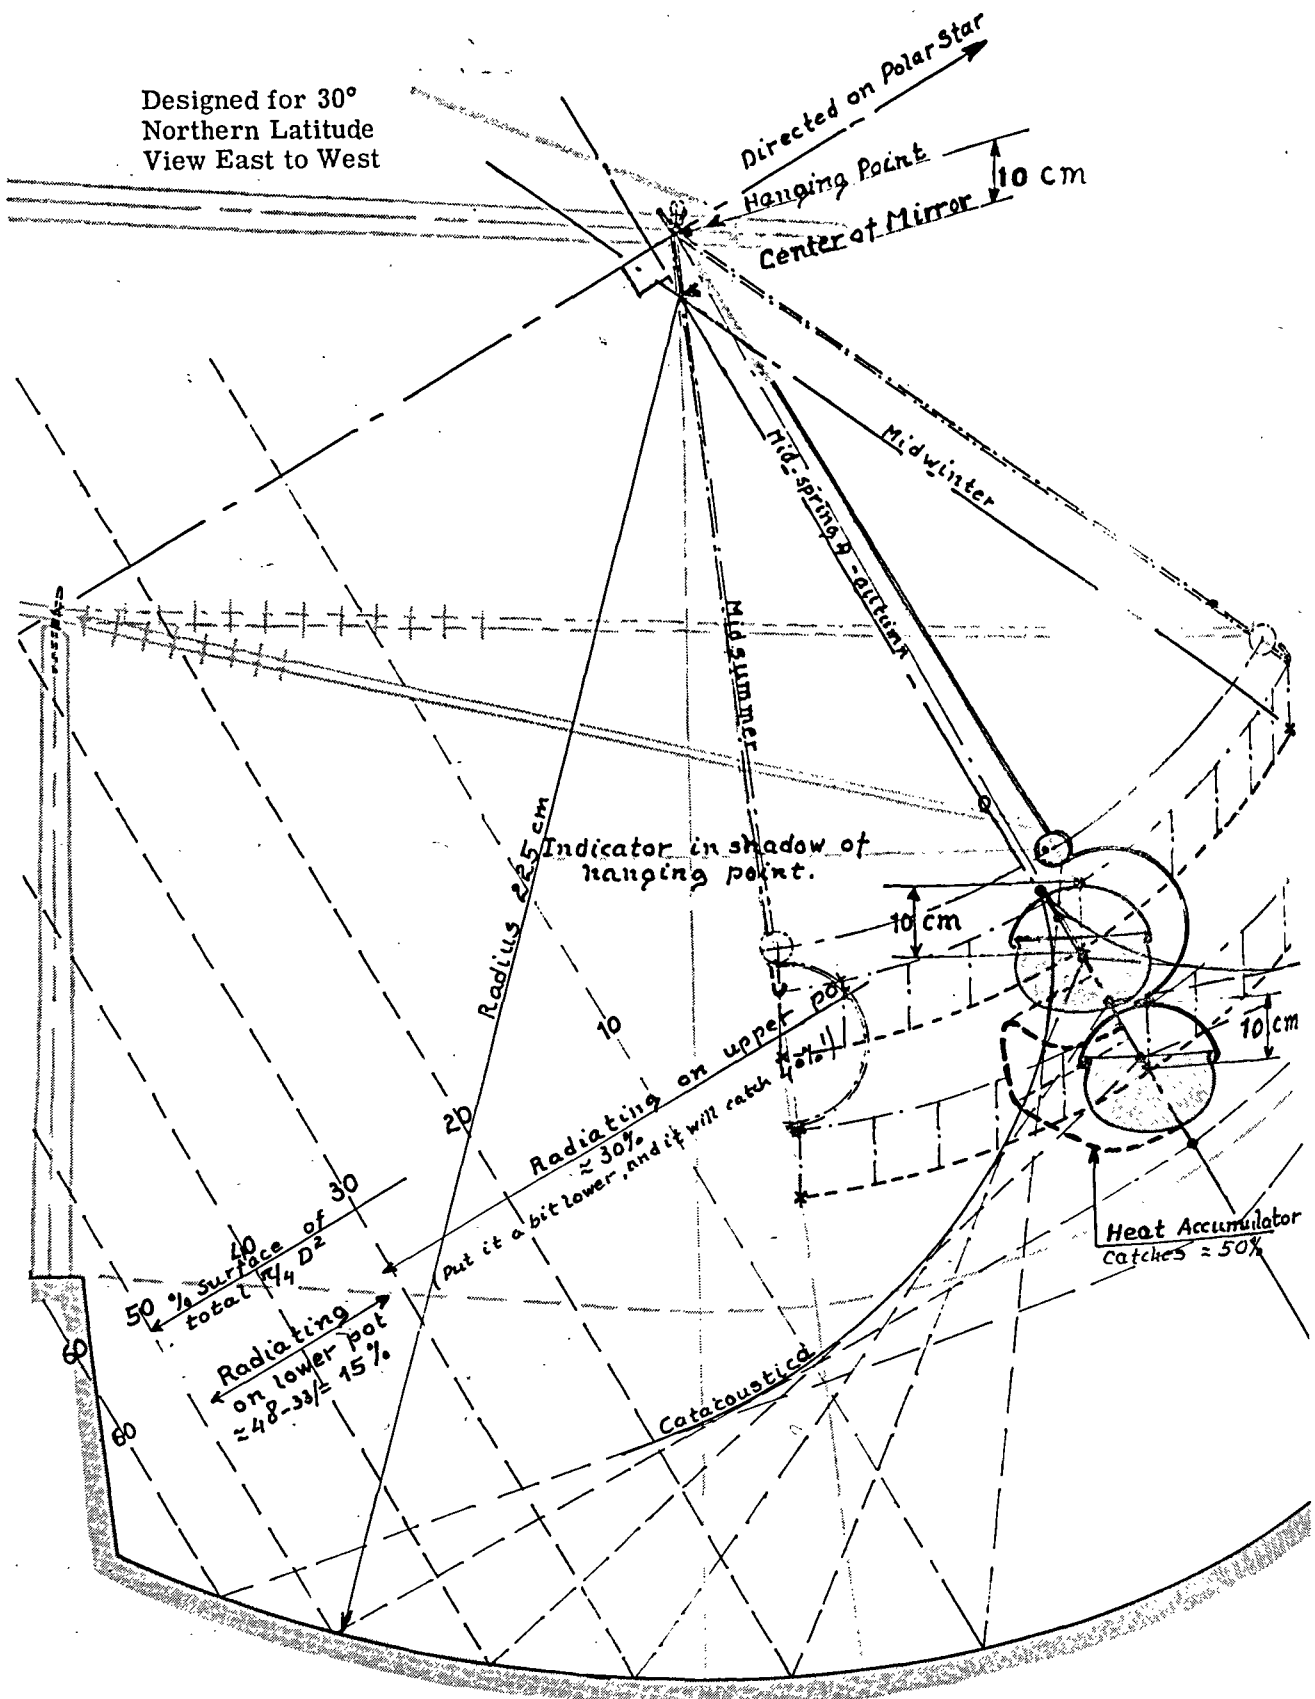 Designed for 30°
Northern Latitude
View East to West
Directed on Polar Star
Hanging Point
10 cm
Center of Mirror
Midwinter
Mid-spring & -autumn
Midsummer
Radius 225 cm
Indicator in shadow of
hanging point.
10 cm
10 cm
10
20
30
40
50
60
60
Radiating on upper pot
≈ 30%
(Put it a bit lower, and it will catch
% surface of
total π/4 D²
Radiating
on lower pot
≈48-33/≐ 15%
Heat Accumulator
catches ≈ 50%
Catacoustica